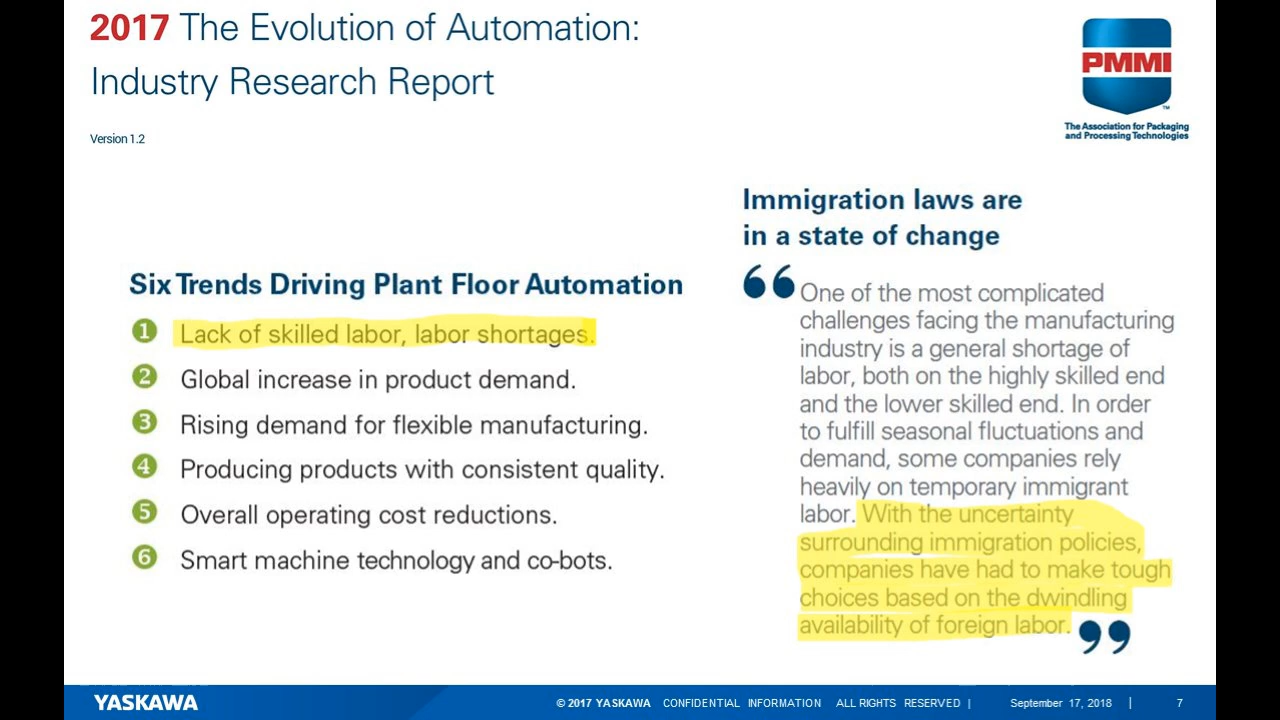 2017 The Evolution of Automation:
Industry Research Report
Version 1.2
PMMI
TM
The Association for Packaging
and Processing Technologies
Six Trends Driving Plant Floor Automation
1 Lack of skilled labor, labor shortages.
2 Global increase in product demand.
3 Rising demand for flexible manufacturing.
4 Producing products with consistent quality.
5 Overall operating cost reductions.
6 Smart machine technology and co-bots.
Immigration laws are
in a state of change
“ One of the most complicated
challenges facing the manufacturing
industry is a general shortage of
labor, both on the highly skilled end
and the lower skilled end. In order
to fulfill seasonal fluctuations and
demand, some companies rely
heavily on temporary immigrant
labor. With the uncertainty
surrounding immigration policies,
companies have had to make tough
choices based on the dwindling
availability of foreign labor. ”
YASKAWA
© 2017 YASKAWA CONFIDENTIAL INFORMATION ALL RIGHTS RESERVED | September 17, 2018 | 7